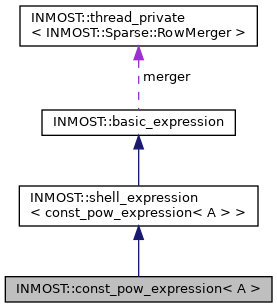 INMOST::thread_private
< INMOST::Sparse::RowMerger >
merger
INMOST::basic_expression
INMOST::shell_expression
< const_pow_expression< A > >
INMOST::const_pow_expression< A >